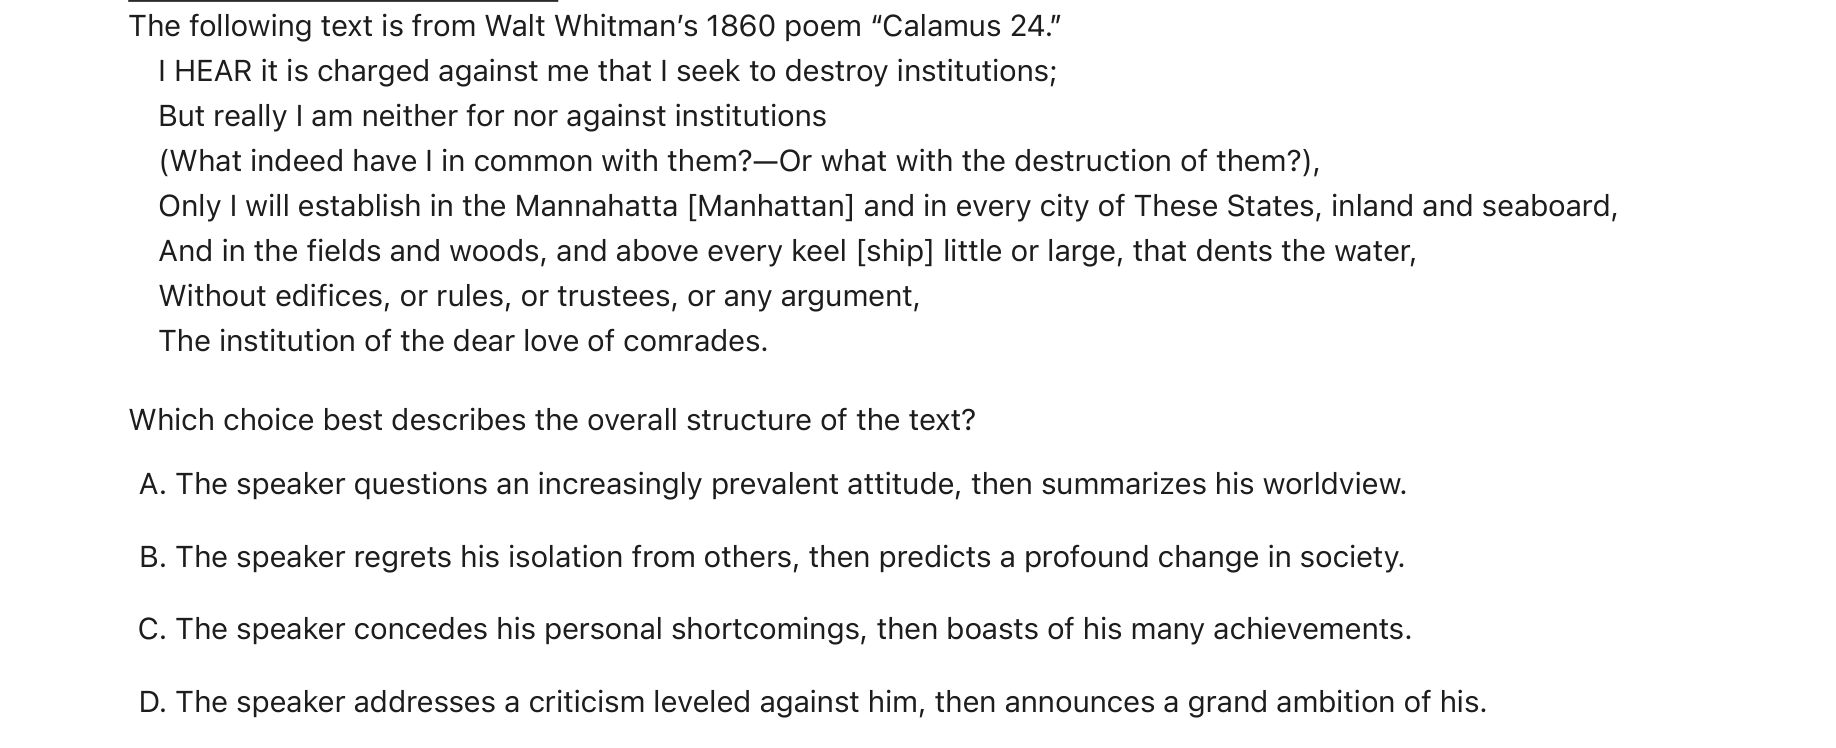 The following text is from Walt Whitman’s 1860 poem “Calamus 24.”
I HEAR it is charged against me that I seek to destroy institutions;
But really I am neither for nor against institutions
(What indeed have I in common with them?—Or what with the destruction of them?),
Only I will establish in the Mannahatta [Manhattan] and in every city of These States, inland and seaboard,
And in the fields and woods, and above every keel [ship] little or large, that dents the water,
Without edifices, or rules, or trustees, or any argument,
The institution of the dear love of comrades.
Which choice best describes the overall structure of the text?
A. The speaker questions an increasingly prevalent attitude, then summarizes his worldview.
B. The speaker regrets his isolation from others, then predicts a profound change in society.
C. The speaker concedes his personal shortcomings, then boasts of his many achievements.
D. The speaker addresses a criticism leveled against him, then announces a grand ambition of his.